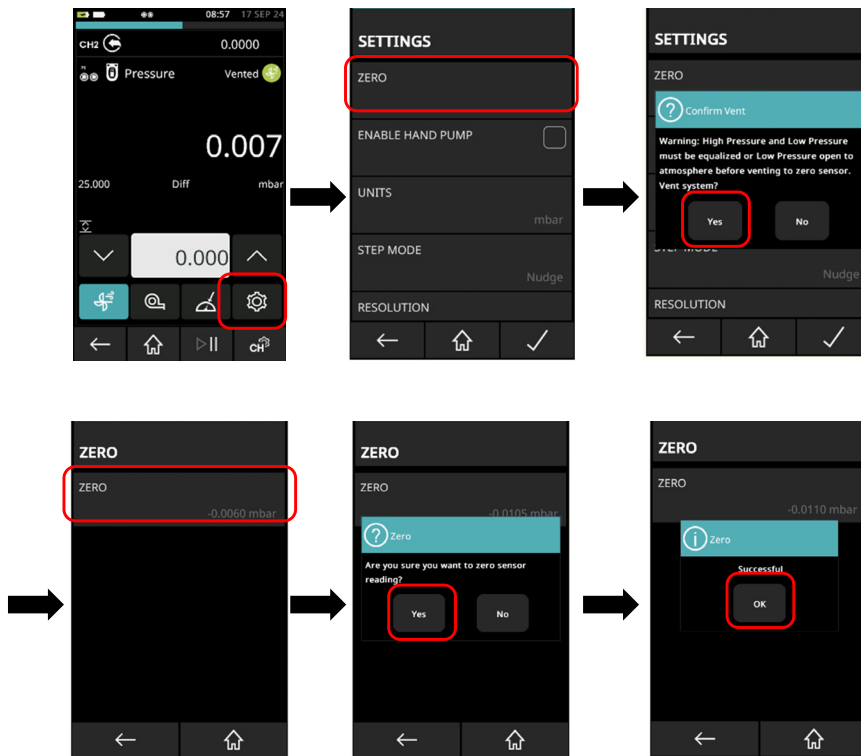 08:57 17 SEP 24
CH2 0.0000
Pressure Vented
0.007
25.000 Diff mbar
0.000
CH
SETTINGS
ZERO
ENABLE HAND PUMP
UNITS
mbar
STEP MODE
Nudge
RESOLUTION
SETTINGS
ZERO
Confirm Vent
Warning: High Pressure and Low Pressure
must be equalized or Low Pressure open to
atmosphere before venting to zero sensor.
Vent system?
Yes No
Nudge
RESOLUTION
ZERO
ZERO
-0.0060 mbar
ZERO
ZERO
-0.0105 mbar
Zero
Are you sure you want to zero sensor
reading?
Yes No
ZERO
ZERO
-0.0110 mbar
Zero
Successful
OK